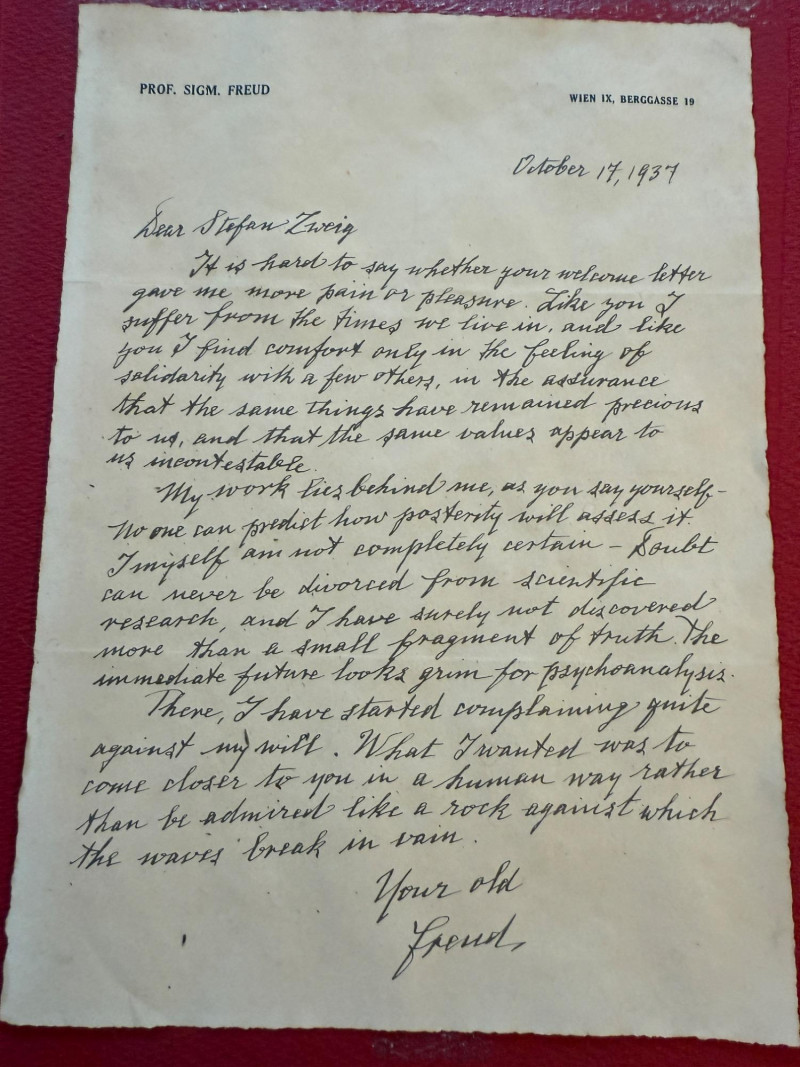 PROF. SIGM. FREUD
WIEN IX, BERGGASSE 19
October 17, 1937
Dear Stefan Zweig
It is hard to say whether your welcome letter
gave me more pain or pleasure. Like you I
suffer from the times we live in, and like
you I find comfort only in the feeling of
solidarity with a few others, in the assurance
that the same things have remained precious
to us, and that the same values appear to
us incontestable.
My work lies behind me, as you say yourself-
No one can predict how posterity will assess it.
I myself am not completely certain - Doubt
can never be divorced from scientific
research, and I have surely not discovered
more than a small fragment of truth. The
immediate future looks grim for psychoanalysis.
There, I have started complaining quite
against my will. What I wanted was to
come closer to you in a human way rather
than be admired like a rock against which
the waves break in vain.
Your old
Freud,